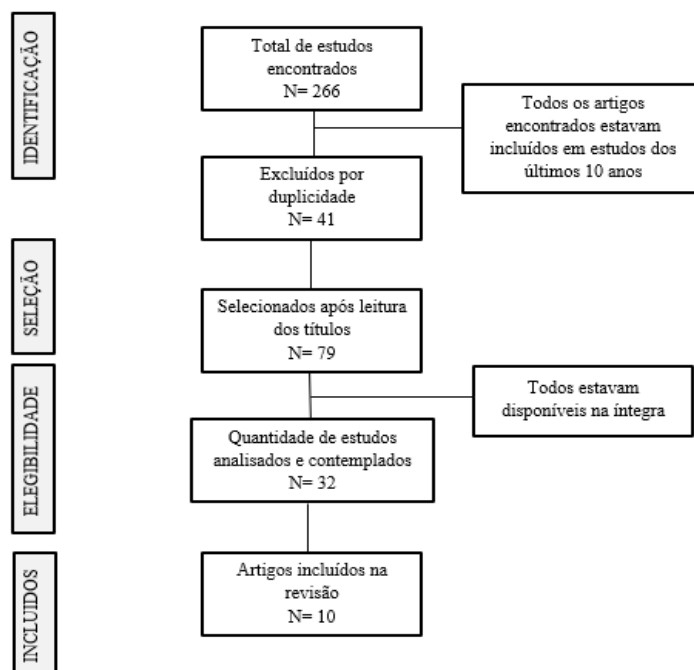 IDENTIFICAÇÃO
Total de estudos
encontrados
N= 266
Todos os artigos
encontrados estavam
incluídos em estudos dos
últimos 10 anos
Excluídos por
duplicidade
N= 41
SELEÇÃO
Selecionados após leitura
dos títulos
N= 79
ELEGIBILIDADE
Todos estavam
disponíveis na íntegra
Quantidade de estudos
analisados e contemplados
N= 32
INCLUIDOS
Artigos incluídos na
revisão
N= 10